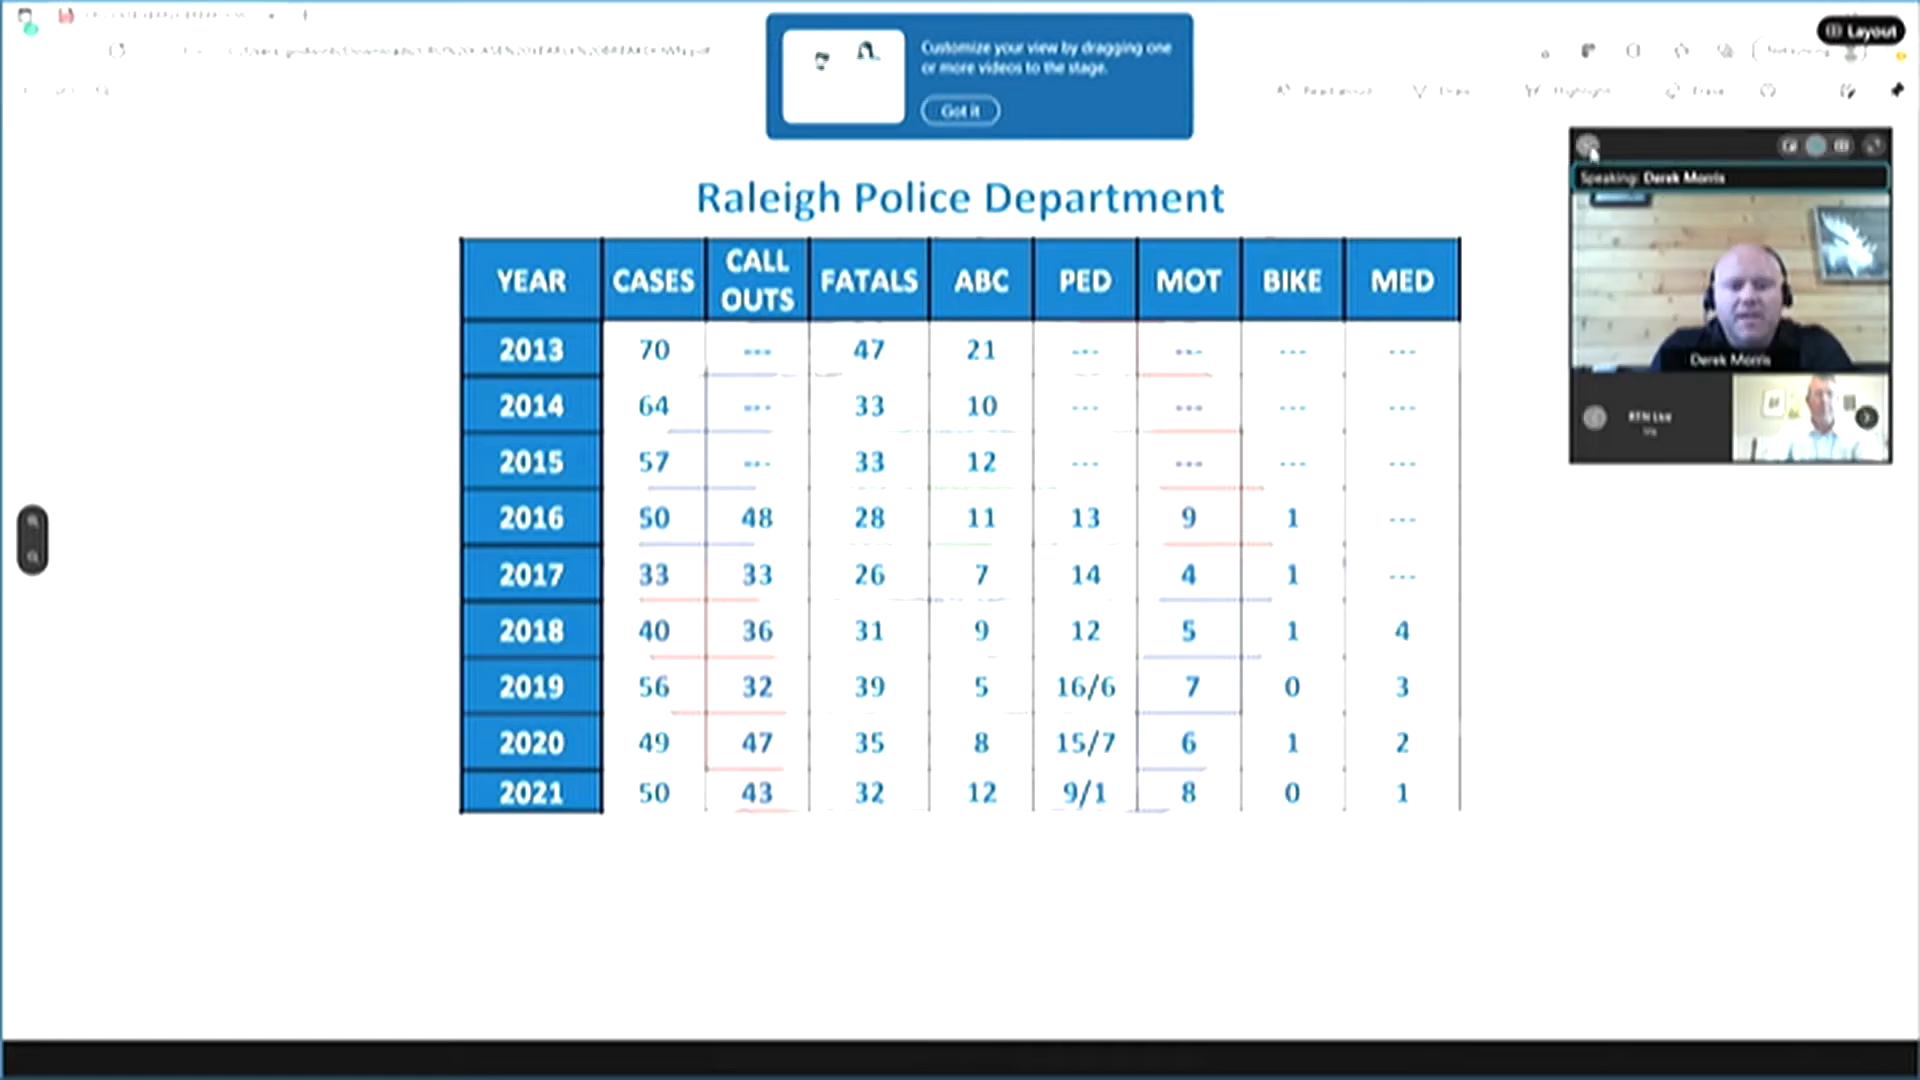 Layout
Customize your view by dragging one
or more videos to the stage.
Got it
Speaking: Derek Morris
Derek Morris
Raleigh Police Department
YEAR CASES CALL OUTS FATALS ABC PED MOT BIKE MED
2013 70 --- 47 21 --- --- --- ---
2014 64 --- 33 10 --- --- --- ---
2015 57 --- 33 12 --- --- --- ---
2016 50 48 28 11 13 9 1 ---
2017 33 33 26 7 14 4 1 ---
2018 40 36 31 9 12 5 1 4
2019 56 32 39 5 16/6 7 0 3
2020 49 47 35 8 15/7 6 1 2
2021 50 43 32 12 9/1 8 0 1